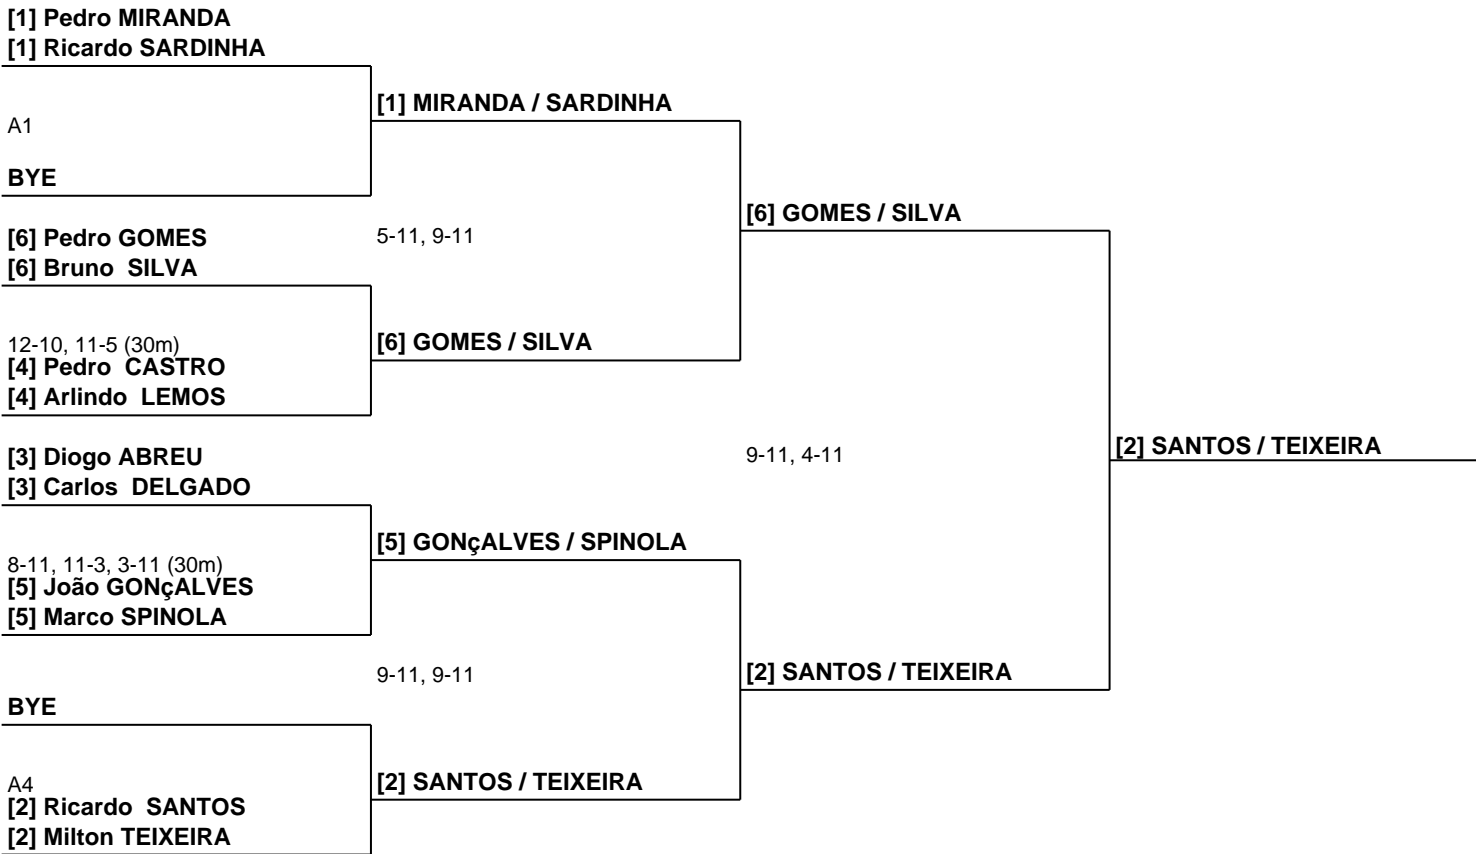 [1] Pedro MIRANDA
[1] Ricardo SARDINHA
[1] MIRANDA / SARDINHA
A1
BYE
[6] GOMES / SILVA
[6] Pedro GOMES
5-11, 9-11
[6] Bruno SILVA
12-10, 11-5 (30m)
[6] GOMES / SILVA
[4] Pedro CASTRO
[4] Arlindo LEMOS
[3] Diogo ABREU
9-11, 4-11
[2] SANTOS / TEIXEIRA
[3] Carlos DELGADO
[5] GONçALVES / SPINOLA
8-11, 11-3, 3-11 (30m)
[5] João GONçALVES
[5] Marco SPINOLA
9-11, 9-11
[2] SANTOS / TEIXEIRA
BYE
A4
[2] SANTOS / TEIXEIRA
[2] Ricardo SANTOS
[2] Milton TEIXEIRA